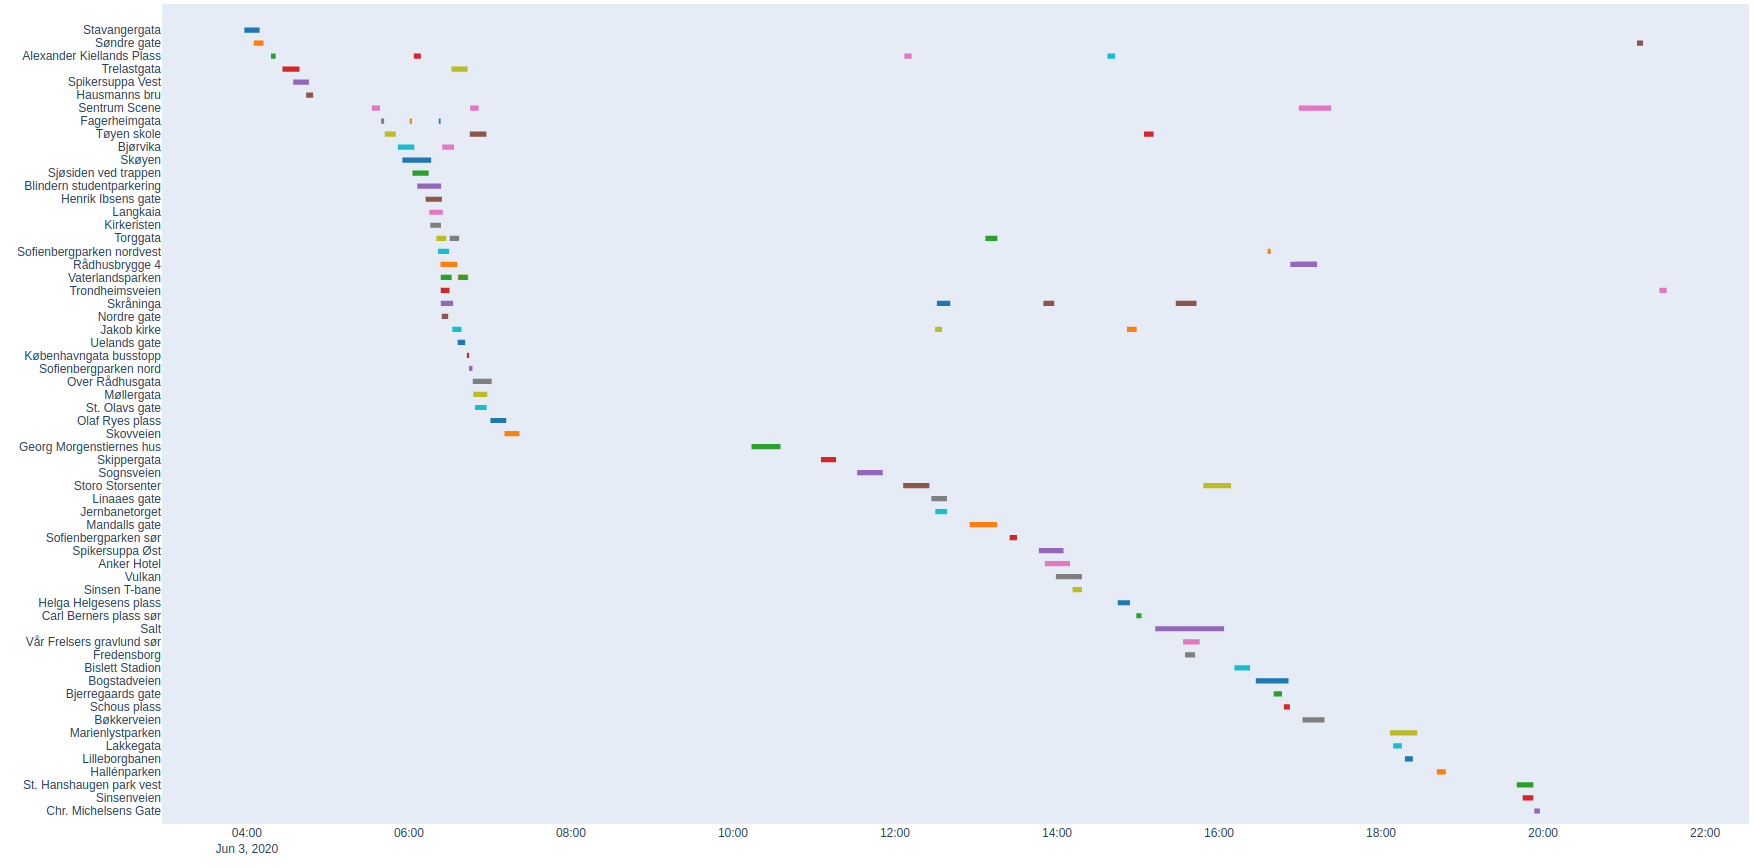 Stavangergata
Søndre gate
Alexander Kiellands Plass
Trelastgata
Spikersuppa Vest
Hausmanns bru
Sentrum Scene
Fagerheimgata
Tøyen skole
Bjørvika
Skøyen
Sjøsiden ved trappen
Blindern studentparkering
Henrik Ibsens gate
Langkaia
Kirkeristen
Torggata
Sofienbergparken nordvest
Rådhusbrygge 4
Vaterlandsparken
Trondheimsveien
Skråninga
Nordre gate
Jakob kirke
Uelands gate
Københavngata busstopp
Sofienbergparken nord
Over Rådhusgata
Møllergata
St. Olavs gate
Olaf Ryes plass
Skovveien
Georg Morgenstiernes hus
Skippergata
Sognsveien
Storo Storsenter
Linaaes gate
Jernbanetorget
Mandalls gate
Sofienbergparken sør
Spikersuppa Øst
Anker Hotel
Vulkan
Sinsen T-bane
Helga Helgesens plass
Carl Berners plass sør
Salt
Vår Frelsers gravlund sør
Fredensborg
Bislett Stadion
Bogstadveien
Bjerregaards gate
Schous plass
Bøkkerveien
Marienlystparken
Lakkegata
Lilleborgbanen
Hallénparken
St. Hanshaugen park vest
Sinsenveien
Chr. Michelsens Gate
04:00 06:00 08:00 10:00 12:00 14:00 16:00 18:00 20:00 22:00
Jun 3, 2020